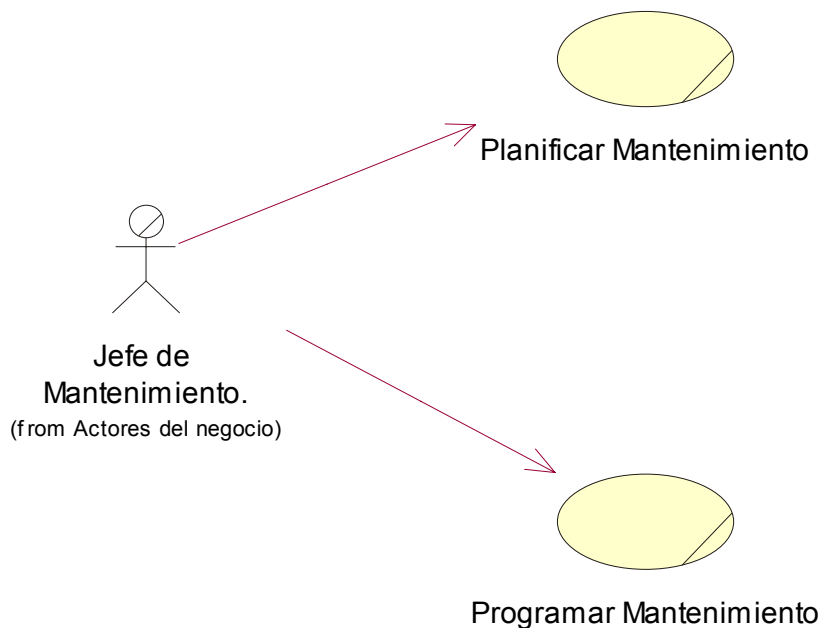 Planificar Mantenimiento
Jefe de
Mantenimiento.
(from Actores del negocio)
Programar Mantenimiento